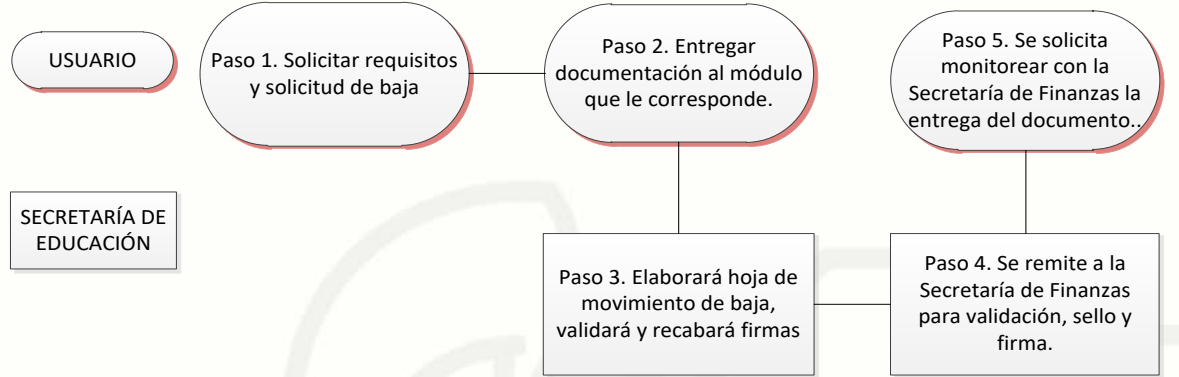 USUARIO
Paso 1. Solicitar requisitos
y solicitud de baja
Paso 2. Entregar
documentación al módulo
que le corresponde.
Paso 5. Se solicita
monitorear con la
Secretaría de Finanzas la
entrega del documento..
SECRETARÍA DE
EDUCACIÓN
Paso 3. Elaborará hoja de
movimiento de baja,
validará y recabará firmas
Paso 4. Se remite a la
Secretaría de Finanzas
para validación, sello y
firma.